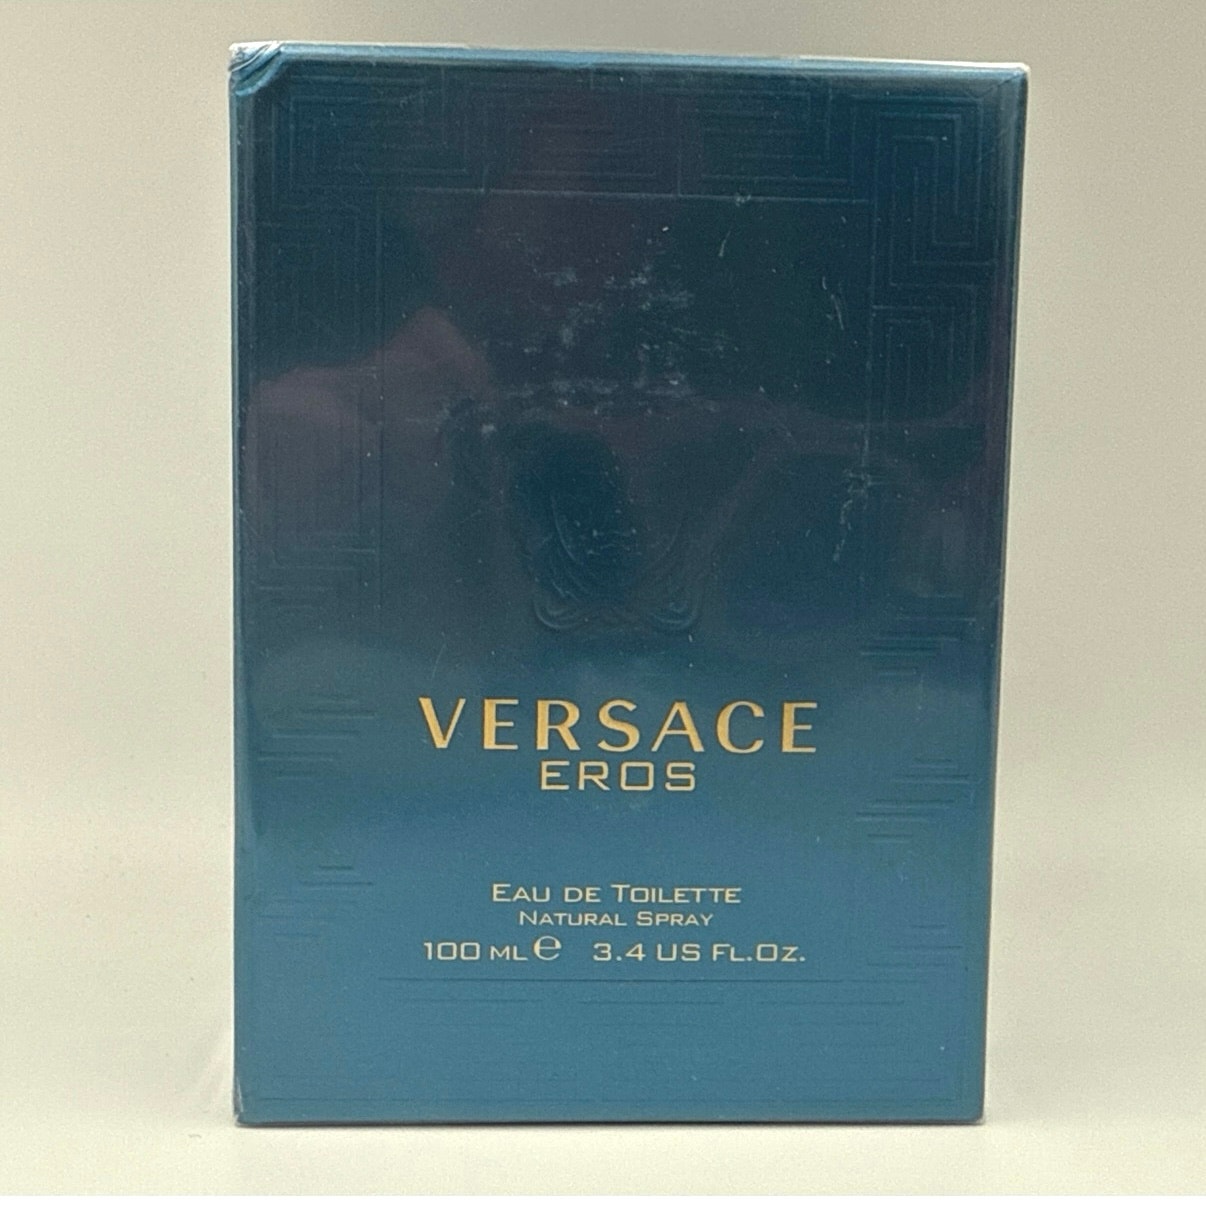 VERSACE
EROS
EAU DE TOILETTE
NATURAL SPRAY
100 ML ℮ 3.4 US FL.OZ.